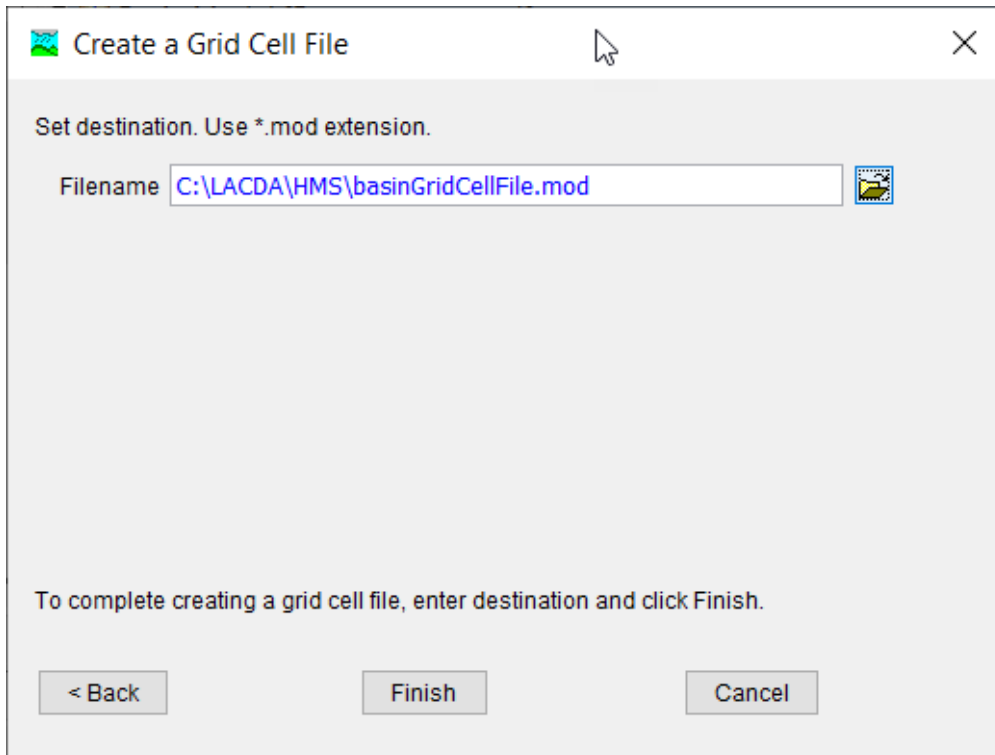 Create a Grid Cell File
Set destination. Use *.mod extension.
Filename C:\LACDA\HMS\basinGridCellFile.mod
To complete creating a grid cell file, enter destination and click Finish.
< Back Finish Cancel